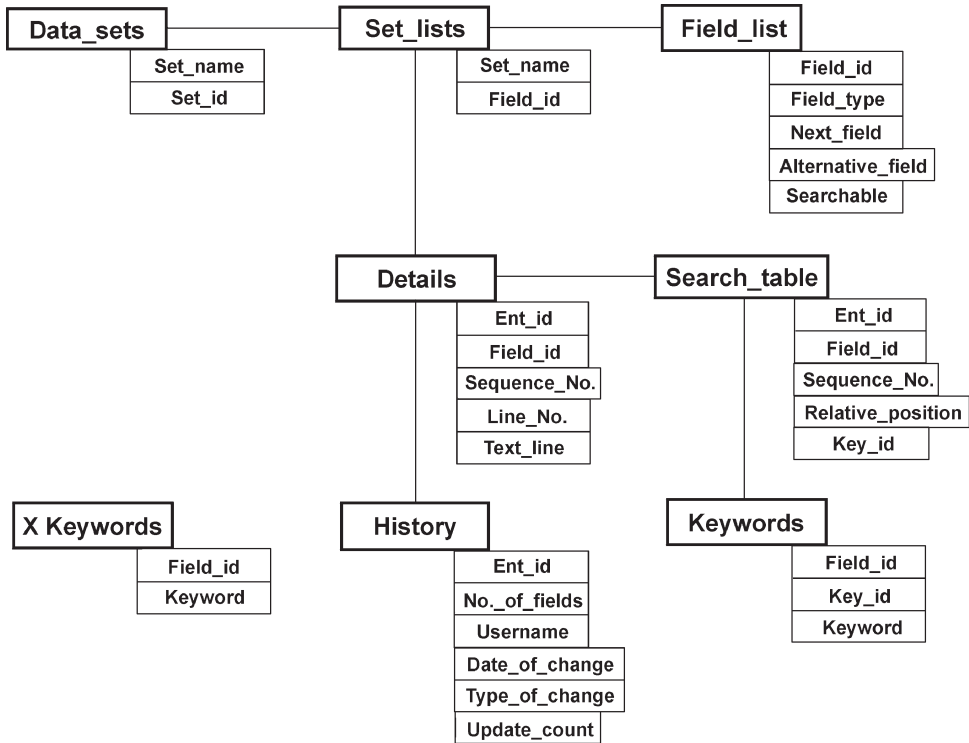 Data_sets
Set_name
Set_id
Set_lists
Set_name
Field_id
Field_list
Field_id
Field_type
Next_field
Alternative_field
Searchable
Details
Ent_id
Field_id
Sequence_No.
Line_No.
Text_line
Search_table
Ent_id
Field_id
Sequence_No.
Relative_position
Key_id
X Keywords
Field_id
Keyword
History
Ent_id
No._of_fields
Username
Date_of_change
Type_of_change
Update_count
Keywords
Field_id
Key_id
Keyword